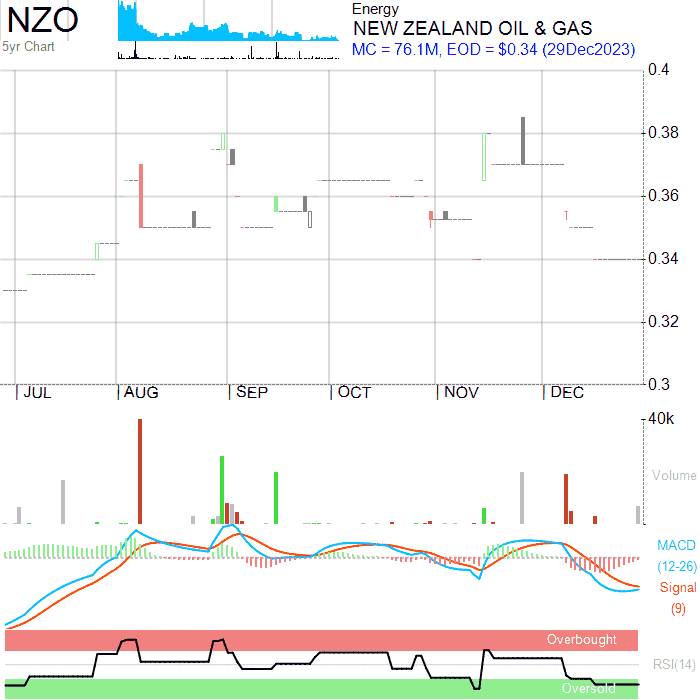 NZO
5yr Chart
Energy
NEW ZEALAND OIL & GAS
MC = 76.1M, EOD = $0.34 (29Dec2023)
0.4
0.38
0.36
0.34
0.32
0.3
JUL AUG SEP OCT NOV DEC
40k
Volume
MACD
(12-26)
Signal
(9)
Overbought
RSI(14)
Oversold